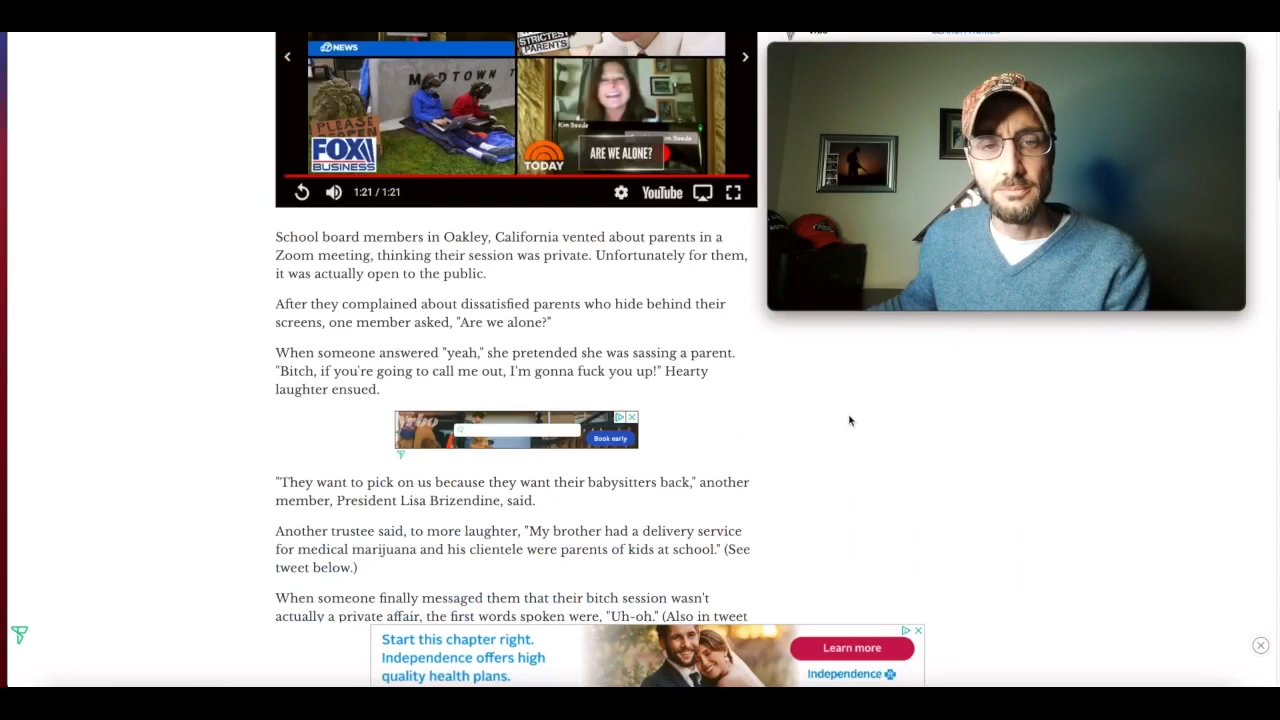 7 NEWS
STRICTEST
PARENTS
MIDTOWN T
PLEASE
REOPEN
FOX
BUSINESS
Kim Beede
TODAY
ARE WE ALONE?
1:21 / 1:21
YouTube
School board members in Oakley, California vented about parents in a
Zoom meeting, thinking their session was private. Unfortunately for them,
it was actually open to the public.
After they complained about dissatisfied parents who hide behind their
screens, one member asked, "Are we alone?"
When someone answered "yeah," she pretended she was sassing a parent.
"Bitch, if you're going to call me out, I'm gonna fuck you up!" Hearty
laughter ensued.
Vrbo
Book early
"They want to pick on us because they want their babysitters back," another
member, President Lisa Brizendine, said.
Another trustee said, to more laughter, "My brother had a delivery service
for medical marijuana and his clientele were parents of kids at school." (See
tweet below.)
When someone finally messaged them that their bitch session wasn't
actually a private affair, the first words spoken were, "Uh-oh." (Also in tweet
Start this chapter right.
Independence offers high
quality health plans.
Learn more
Independence